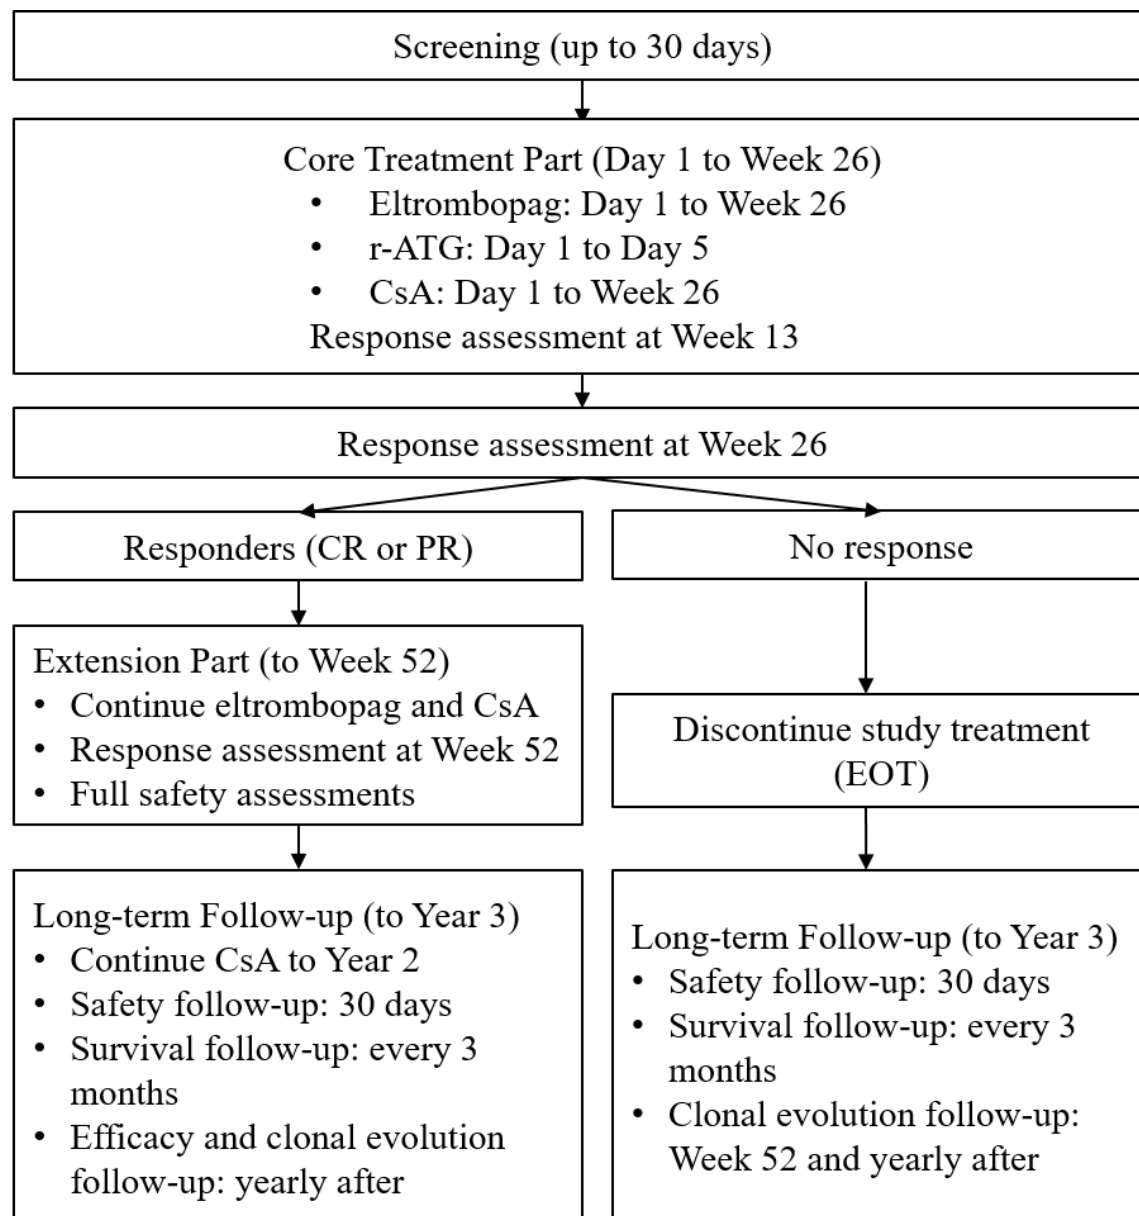 Screening (up to 30 days)
Core Treatment Part (Day 1 to Week 26)
• Eltrombopag: Day 1 to Week 26
• r-ATG: Day 1 to Day 5
• CsA: Day 1 to Week 26
Response assessment at Week 13
Response assessment at Week 26
Responders (CR or PR)
No response
Extension Part (to Week 52)
• Continue eltrombopag and CsA
• Response assessment at Week 52
• Full safety assessments
Discontinue study treatment
(EOT)
Long-term Follow-up (to Year 3)
• Continue CsA to Year 2
• Safety follow-up: 30 days
• Survival follow-up: every 3
months
• Efficacy and clonal evolution
follow-up: yearly after
Long-term Follow-up (to Year 3)
• Safety follow-up: 30 days
• Survival follow-up: every 3
months
• Clonal evolution follow-up:
Week 52 and yearly after